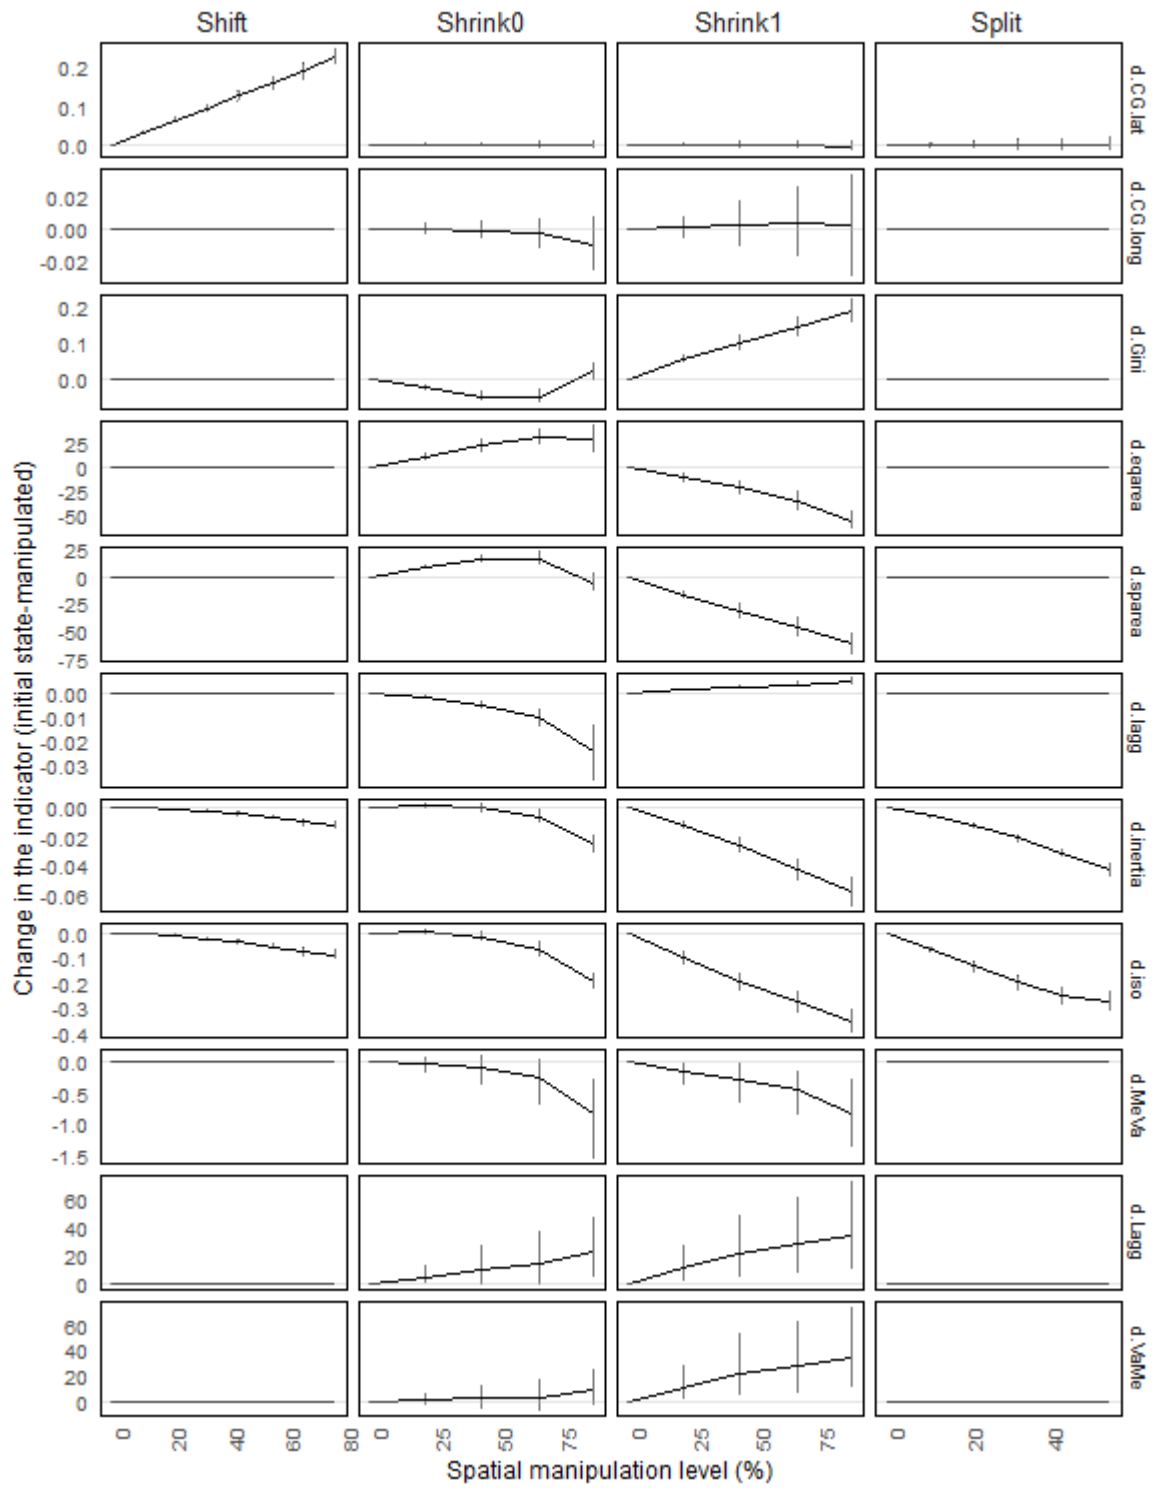 Shift Shrink0 Shrink1 Split
0.2
0.1
0.0
d.CG.lat
0.02
0.00
-0.02
d.CG.long
0.2
0.1
0.0
d.Gini
25
0
-25
-50
d.eqarea
25
0
-25
-50
-75
d.sparea
0.00
-0.01
-0.02
-0.03
d.lagg
0.00
-0.02
-0.04
-0.06
d.inertia
0.0
-0.1
-0.2
-0.3
-0.4
d.iso
0.0
-0.5
-1.0
-1.5
d.MeVa
60
40
20
0
d.Lagg
60
40
20
0
d.VaMe
Change in the indicator (initial state-manipulated)
0 20 40 60 80 0 25 50 75 0 25 50 75 0 20 40
Spatial manipulation level (%)